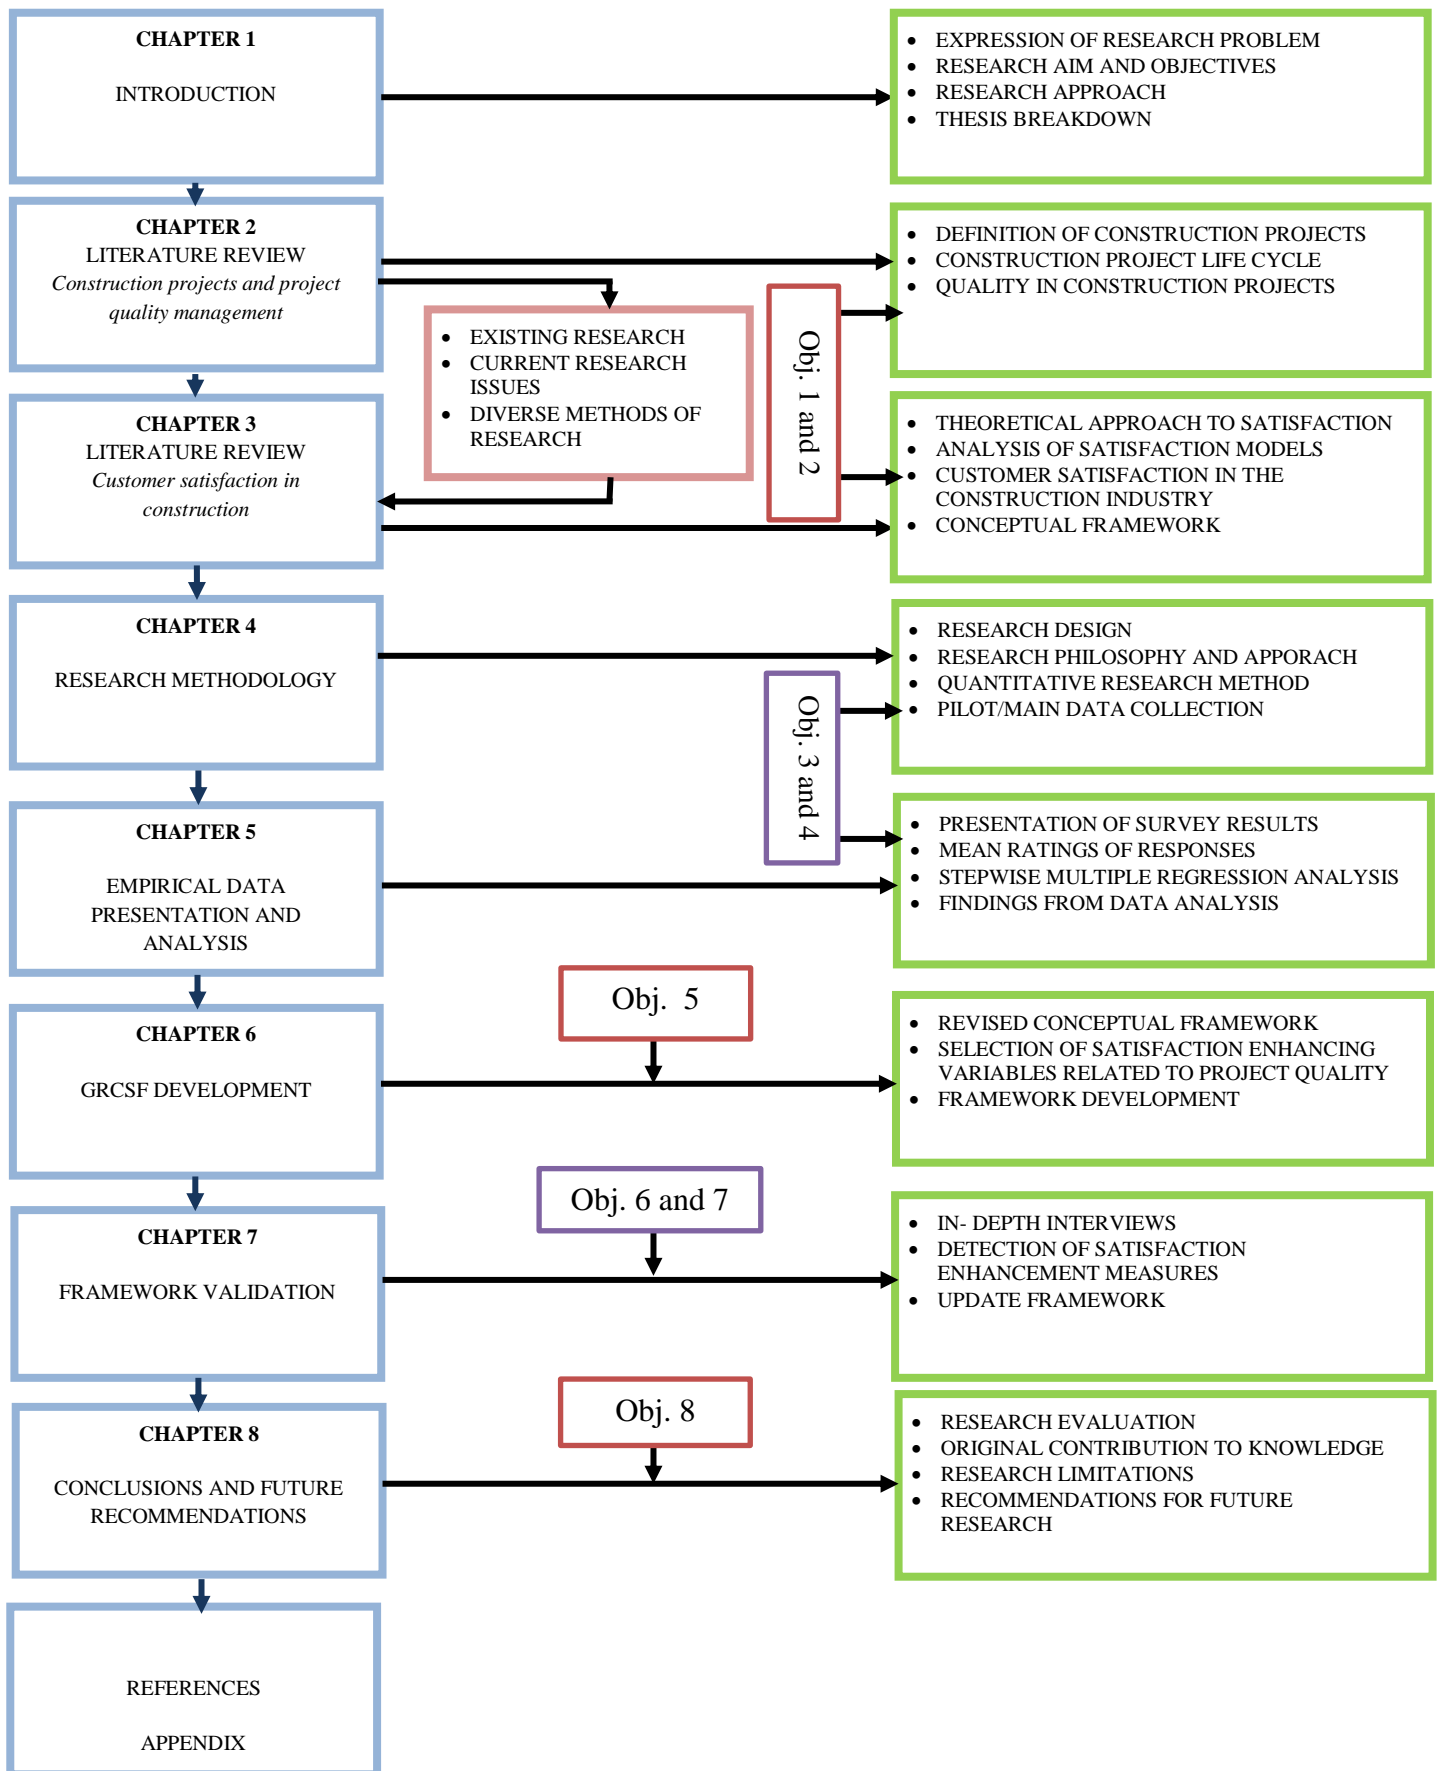 CHAPTER 1
INTRODUCTION
• EXPRESSION OF RESEARCH PROBLEM
• RESEARCH AIM AND OBJECTIVES
• RESEARCH APPROACH
• THESIS BREAKDOWN
CHAPTER 2
LITERATURE REVIEW
Construction projects and project
quality management
• EXISTING RESEARCH
• CURRENT RESEARCH
ISSUES
• DIVERSE METHODS OF
RESEARCH
Obj. 1 and 2
• DEFINITION OF CONSTRUCTION PROJECTS
• CONSTRUCTION PROJECT LIFE CYCLE
• QUALITY IN CONSTRUCTION PROJECTS
CHAPTER 3
LITERATURE REVIEW
Customer satisfaction in
construction
• THEORETICAL APPROACH TO SATISFACTION
• ANALYSIS OF SATISFACTION MODELS
• CUSTOMER SATISFACTION IN THE
CONSTRUCTION INDUSTRY
• CONCEPTUAL FRAMEWORK
CHAPTER 4
RESEARCH METHODOLOGY
Obj. 3 and 4
• RESEARCH DESIGN
• RESEARCH PHILOSOPHY AND APPORACH
• QUANTITATIVE RESEARCH METHOD
• PILOT/MAIN DATA COLLECTION
CHAPTER 5
EMPIRICAL DATA
PRESENTATION AND
ANALYSIS
• PRESENTATION OF SURVEY RESULTS
• MEAN RATINGS OF RESPONSES
• STEPWISE MULTIPLE REGRESSION ANALYSIS
• FINDINGS FROM DATA ANALYSIS
CHAPTER 6
GRCSF DEVELOPMENT
Obj. 5
• REVISED CONCEPTUAL FRAMEWORK
• SELECTION OF SATISFACTION ENHANCING
VARIABLES RELATED TO PROJECT QUALITY
• FRAMEWORK DEVELOPMENT
CHAPTER 7
FRAMEWORK VALIDATION
Obj. 6 and 7
• IN- DEPTH INTERVIEWS
• DETECTION OF SATISFACTION
ENHANCEMENT MEASURES
• UPDATE FRAMEWORK
CHAPTER 8
CONCLUSIONS AND FUTURE
RECOMMENDATIONS
Obj. 8
• RESEARCH EVALUATION
• ORIGINAL CONTRIBUTION TO KNOWLEDGE
• RESEARCH LIMITATIONS
• RECOMMENDATIONS FOR FUTURE
RESEARCH
REFERENCES
APPENDIX